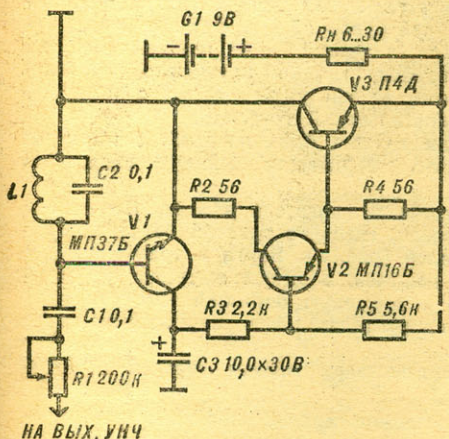 G1 9В
− +
Rн 6...30
V3 П4Д
L1
C2 0,1
R2 56
R4 56
V1
МП37Б
V2 МП16Б
C1 0,1
R3 2,2к
R5 5,6к
+
C3 10,0×30В
R1 200к
НА ВЫХ. УНЧ